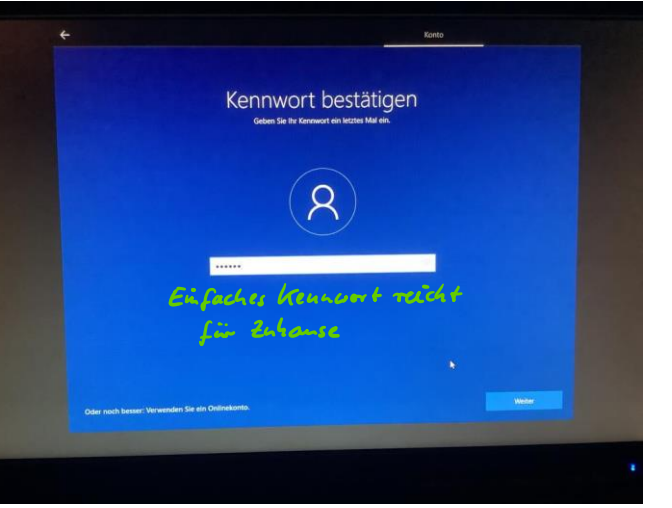 Konto
Kennwort bestätigen
Geben Sie Ihr Kennwort ein letztes Mal ein.
••••••
Einfaches Kennwort reicht
für Zuhause
Weiter
Oder noch besser: Verwenden Sie ein Onlinekonto.